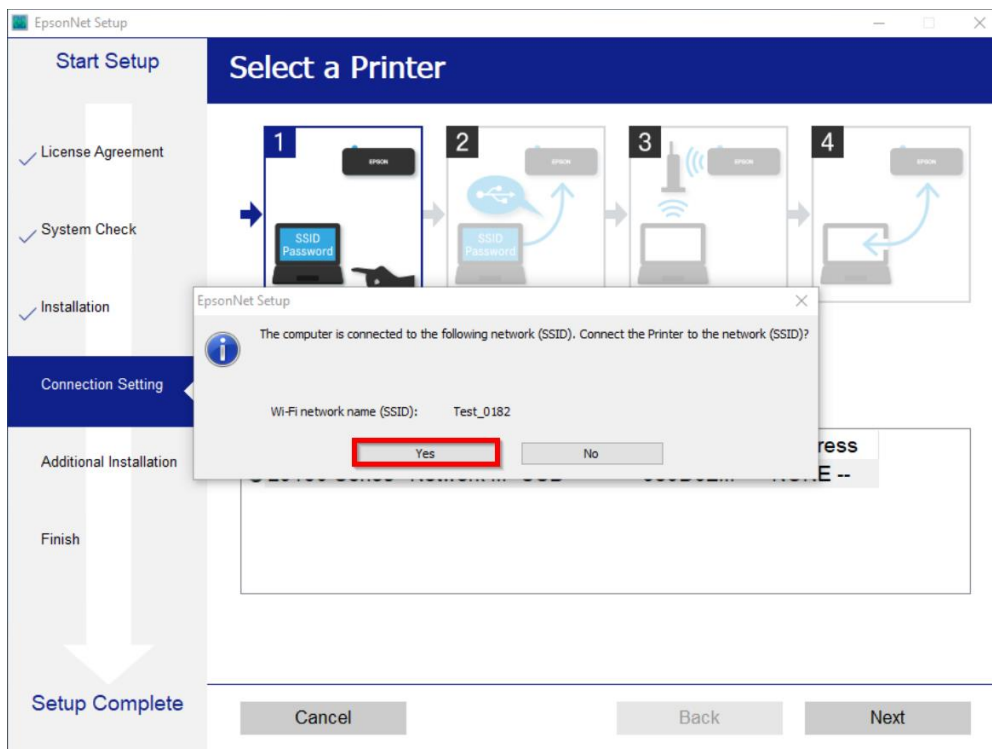 EpsonNet Setup
Start Setup
Select a Printer
License Agreement
System Check
Installation
Connection Setting
Additional Installation
Finish
Setup Complete
1
EPSON
SSID
Password
2
EPSON
SSID
Password
3
EPSON
4
EPSON
EpsonNet Setup
The computer is connected to the following network (SSID). Connect the Printer to the network (SSID)?
Wi-Fi network name (SSID): Test_0182
Yes No
ress
Cancel Back Next